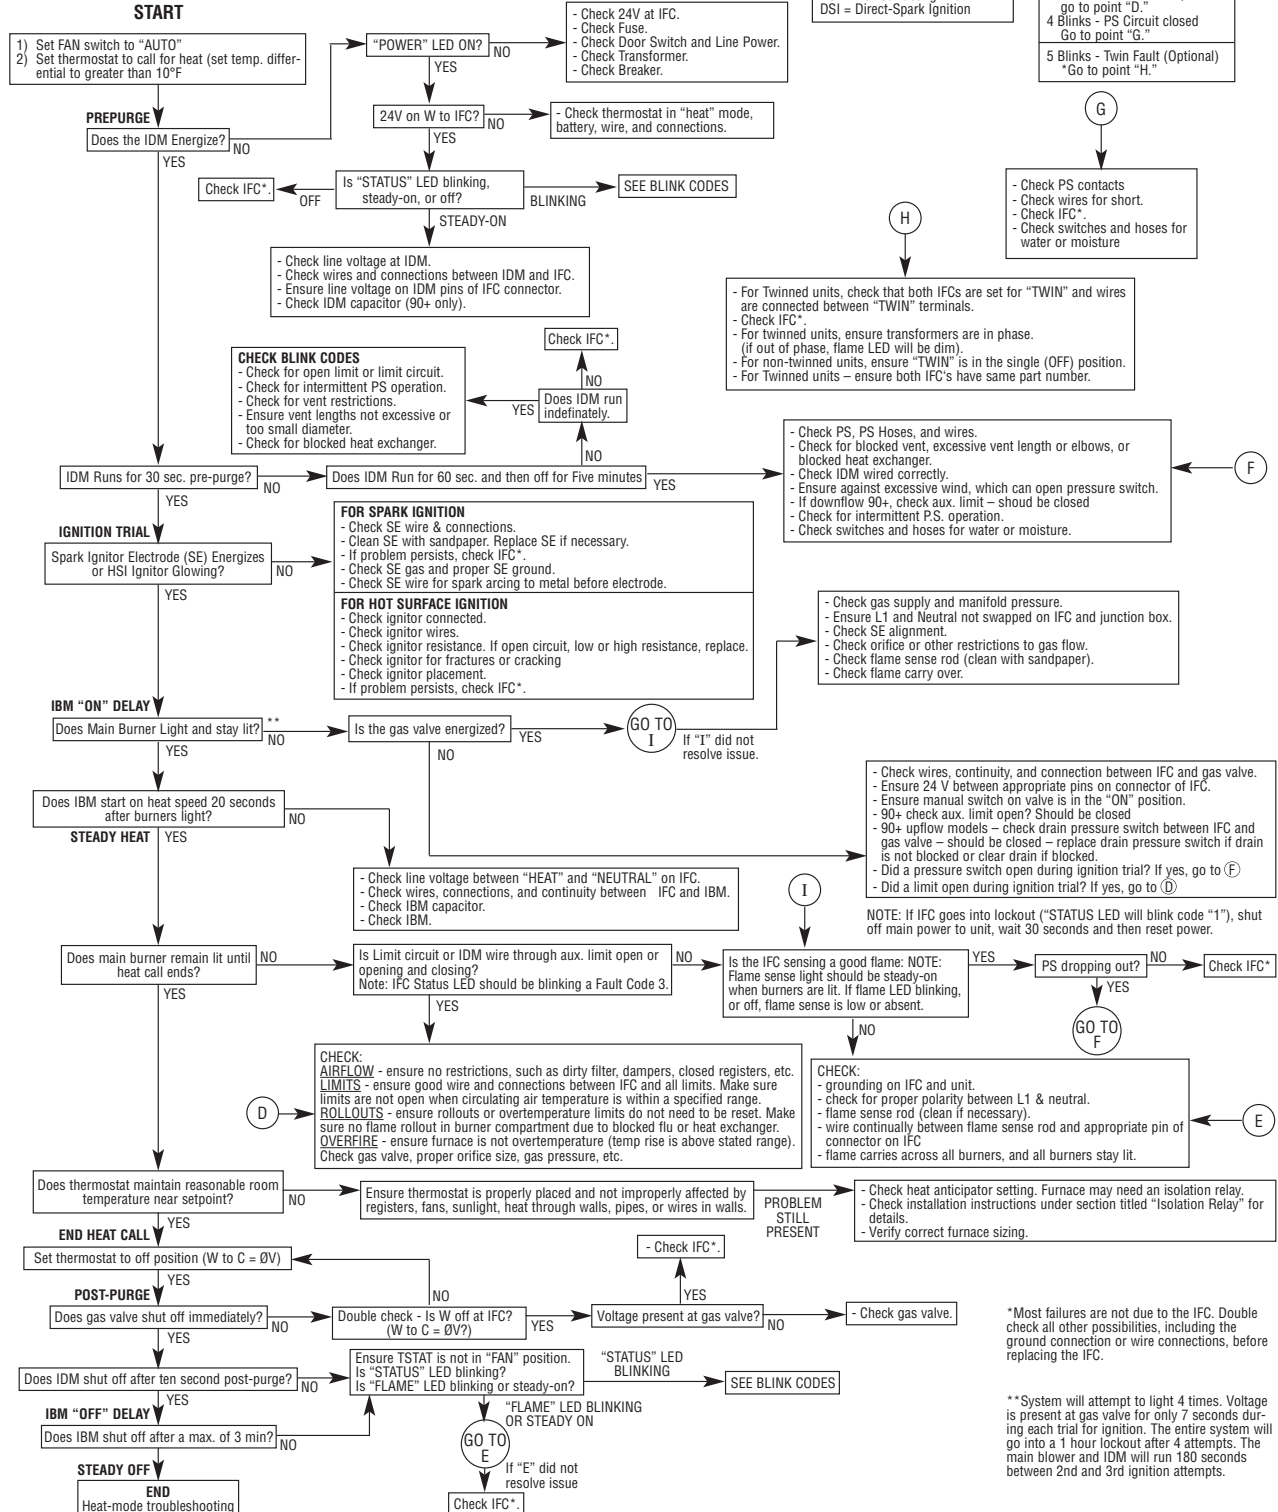 START
1) Set FAN switch to “AUTO”
2) Set thermostat to call for heat (set temp. differ-
ential to greater than 10°F
“POWER” LED ON?
NO
YES
- Check 24V at IFC.
- Check Fuse.
- Check Door Switch and Line Power.
- Check Transformer.
- Check Breaker.
DSI = Direct-Spark Ignition
go to point “D.”
4 Blinks - PS Circuit closed
Go to point “G.”
5 Blinks - Twin Fault (Optional)
*Go to point “H.”
PREPURGE
Does the IDM Energize?
NO
YES
24V on W to IFC?
NO
YES
- Check thermostat in “heat” mode,
battery, wire, and connections.
G
Check IFC*.
OFF
Is “STATUS” LED blinking,
steady-on, or off?
BLINKING
SEE BLINK CODES
STEADY-ON
- Check PS contacts
- Check wires for short.
- Check IFC*.
- Check switches and hoses for
water or moisture
H
- Check line voltage at IDM.
- Check wires and connections between IDM and IFC.
- Ensure line voltage on IDM pins of IFC connector.
- Check IDM capacitor (90+ only).
- For Twinned units, check that both IFCs are set for “TWIN” and wires
are connected between “TWIN” terminals.
- Check IFC*.
- For twinned units, ensure transformers are in phase.
(if out of phase, flame LED will be dim).
- For non-twinned units, ensure “TWIN” is in the single (OFF) position.
- For Twinned units – ensure both IFC‘s have same part number.
Check IFC*.
NO
CHECK BLINK CODES
- Check for open limit or limit circuit.
- Check for intermittent PS operation.
- Check for vent restrictions.
- Ensure vent lengths not excessive or
too small diameter.
- Check for blocked heat exchanger.
YES
Does IDM run
indefinately.
NO
IDM Runs for 30 sec. pre-purge?
NO
YES
Does IDM Run for 60 sec. and then off for Five minutes
YES
- Check PS, PS Hoses, and wires.
- Check for blocked vent, excessive vent length or elbows, or
blocked heat exchanger.
- Check IDM wired correctly.
- Ensure against excessive wind, which can open pressure switch.
- If downflow 90+, check aux. limit – shoud be closed
- Check for intermittent P.S. operation.
- Check switches and hoses for water or moisture.
F
IGNITION TRIAL
Spark Ignitor Electrode (SE) Energizes
or HSI Ignitor Glowing?
NO
YES
FOR SPARK IGNITION
- Check SE wire & connections.
- Clean SE with sandpaper. Replace SE if necessary.
- If problem persists, check IFC*.
- Check SE gas and proper SE ground.
- Check SE wire for spark arcing to metal before electrode.
FOR HOT SURFACE IGNITION
- Check ignitor connected.
- Check ignitor wires.
- Check ignitor resistance. If open circuit, low or high resistance, replace.
- Check ignitor for fractures or cracking
- Check ignitor placement.
- If problem persists, check IFC*.
- Check gas supply and manifold pressure.
- Ensure L1 and Neutral not swapped on IFC and junction box.
- Check SE alignment.
- Check orifice or other restrictions to gas flow.
- Check flame sense rod (clean with sandpaper).
- Check flame carry over.
IBM “ON” DELAY
Does Main Burner Light and stay lit?
**
NO
YES
Is the gas valve energized?
YES
NO
GO TO
I
If “I” did not
resolve issue.
Does IBM start on heat speed 20 seconds
after burners light?
NO
STEADY HEAT
YES
- Check wires, continuity, and connection between IFC and gas valve.
- Ensure 24 V between appropriate pins on connector of IFC.
- Ensure manual switch on valve is in the “ON” position.
- 90+ check aux. limit open? Should be closed
- 90+ upflow models – check drain pressure switch between IFC and
gas valve – should be closed – replace drain pressure switch if drain
is not blocked or clear drain if blocked.
- Did a pressure switch open during ignition trial? If yes, go to F
- Did a limit open during ignition trial? If yes, go to D
- Check line voltage between “HEAT” and “NEUTRAL” on IFC.
- Check wires, connections, and continuity between IFC and IBM.
- Check IBM capacitor.
- Check IBM.
I
NOTE: If IFC goes into lockout (“STATUS LED will blink code “1”), shut
off main power to unit, wait 30 seconds and then reset power.
Does main burner remain lit until
heat call ends?
NO
YES
Is Limit circuit or IDM wire through aux. limit open or
opening and closing?
Note: IFC Status LED should be blinking a Fault Code 3.
NO
YES
Is the IFC sensing a good flame: NOTE:
Flame sense light should be steady-on
when burners are lit. If flame LED blinking,
or off, flame sense is low or absent.
YES
NO
PS dropping out?
NO
YES
Check IFC*
GO TO
F
D
CHECK:
AIRFLOW - ensure no restrictions, such as dirty filter, dampers, closed registers, etc.
LIMITS - ensure good wire and connections between IFC and all limits. Make sure
limits are not open when circulating air temperature is within a specified range.
ROLLOUTS - ensure rollouts or overtemperature limits do not need to be reset. Make
sure no flame rollout in burner compartment due to blocked flu or heat exchanger.
OVERFIRE - ensure furnace is not overtemperature (temp rise is above stated range).
Check gas valve, proper orifice size, gas pressure, etc.
CHECK:
- grounding on IFC and unit.
- check for proper polarity between L1 & neutral.
- flame sense rod (clean if necessary).
- wire continually between flame sense rod and appropriate pin of
connector on IFC
- flame carries across all burners, and all burners stay lit.
E
Does thermostat maintain reasonable room
temperature near setpoint?
NO
YES
Ensure thermostat is properly placed and not improperly affected by
registers, fans, sunlight, heat through walls, pipes, or wires in walls.
PROBLEM
STILL
PRESENT
- Check heat anticipator setting. Furnace may need an isolation relay.
- Check installation instructions under section titled “Isolation Relay” for
details.
- Verify correct furnace sizing.
END HEAT CALL
Set thermostat to off position (W to C = ØV)
YES
- Check IFC*.
POST-PURGE
Does gas valve shut off immediately?
NO
YES
NO
Double check - Is W off at IFC?
(W to C = ØV?)
YES
YES
Voltage present at gas valve?
NO
- Check gas valve.
*Most failures are not due to the IFC. Double
check all other possibilities, including the
ground connection or wire connections, before
replacing the IFC.
Does IDM shut off after ten second post-purge?
NO
YES
Ensure TSTAT is not in “FAN” position.
Is “STATUS” LED blinking?
Is “FLAME” LED blinking or steady-on?
“STATUS” LED
BLINKING
SEE BLINK CODES
“FLAME” LED BLINKING
OR STEADY ON
IBM “OFF” DELAY
Does IBM shut off after a max. of 3 min?
NO
GO TO
E
If “E” did not
resolve issue
Check IFC*.
**System will attempt to light 4 times. Voltage
is present at gas valve for only 7 seconds dur-
ing each trial for ignition. The entire system will
go into a 1 hour lockout after 4 attempts. The
main blower and IDM will run 180 seconds
between 2nd and 3rd ignition attempts.
STEADY OFF
END
Heat-mode troubleshooting